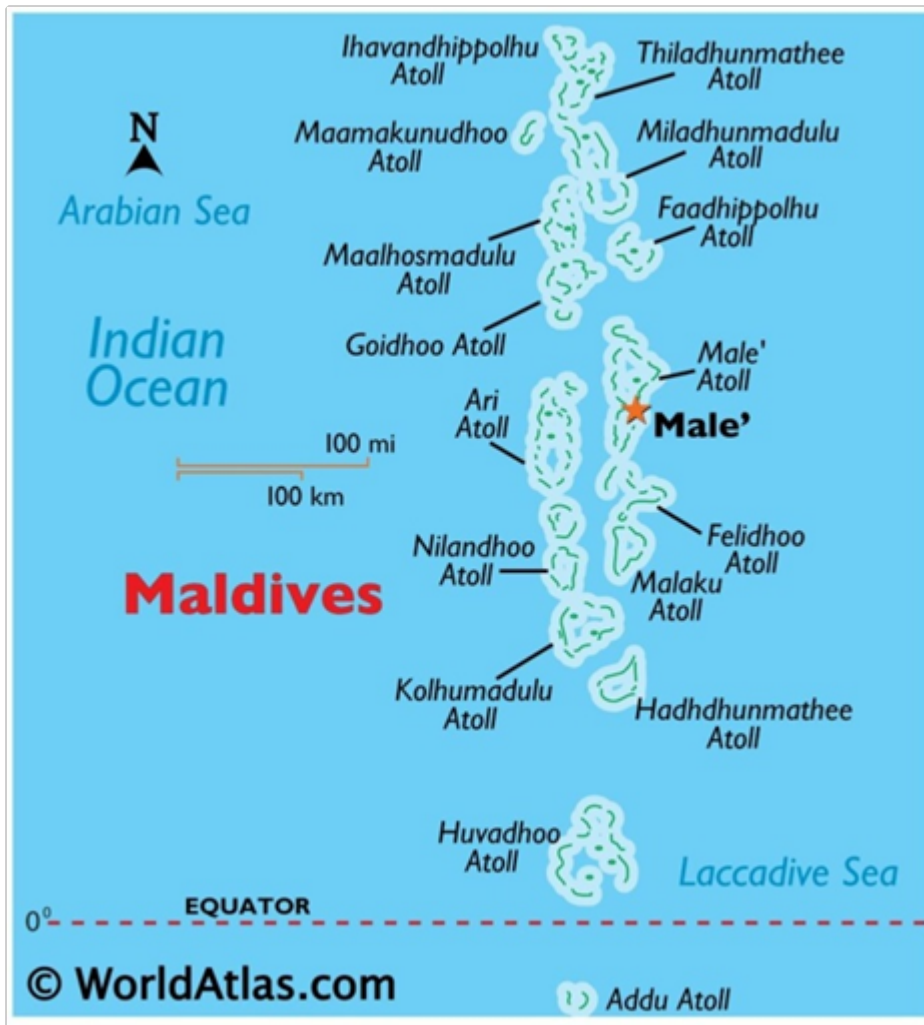 Ihavandhippolhu
Atoll
Thiladhunmathee
Atoll
N
Maamakunudhoo
Atoll
Miladhunmadulu
Atoll
Arabian Sea
Faadhippolhu
Atoll
Maalhosmadulu
Atoll
Indian
Ocean
Goidhoo Atoll
Male'
Atoll
Ari
Atoll
Male’
100 mi
100 km
Felidhoo
Atoll
Nilandhoo
Atoll
Maldives
Malaku
Atoll
Kolhumadulu
Atoll
Hadhdhunmathee
Atoll
Huvadhoo
Atoll
Laccadive Sea
EQUATOR
0°
© WorldAtlas.com
Addu Atoll